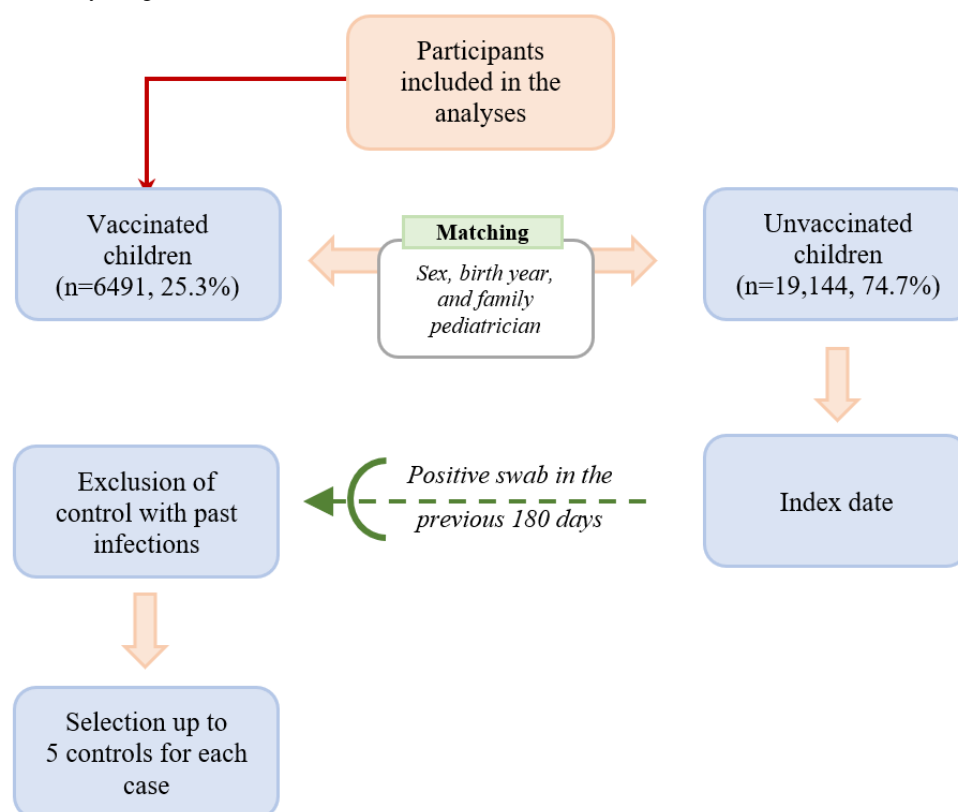 Participants
included in the
analyses
Vaccinated
children
(n=6491, 25.3%)
Matching
Sex, birth year,
and family
pediatrician
Unvaccinated
children
(n=19,144, 74.7%)
Exclusion of
control with past
infections
Positive swab in the
previous 180 days
Index date
Selection up to
5 controls for each
case